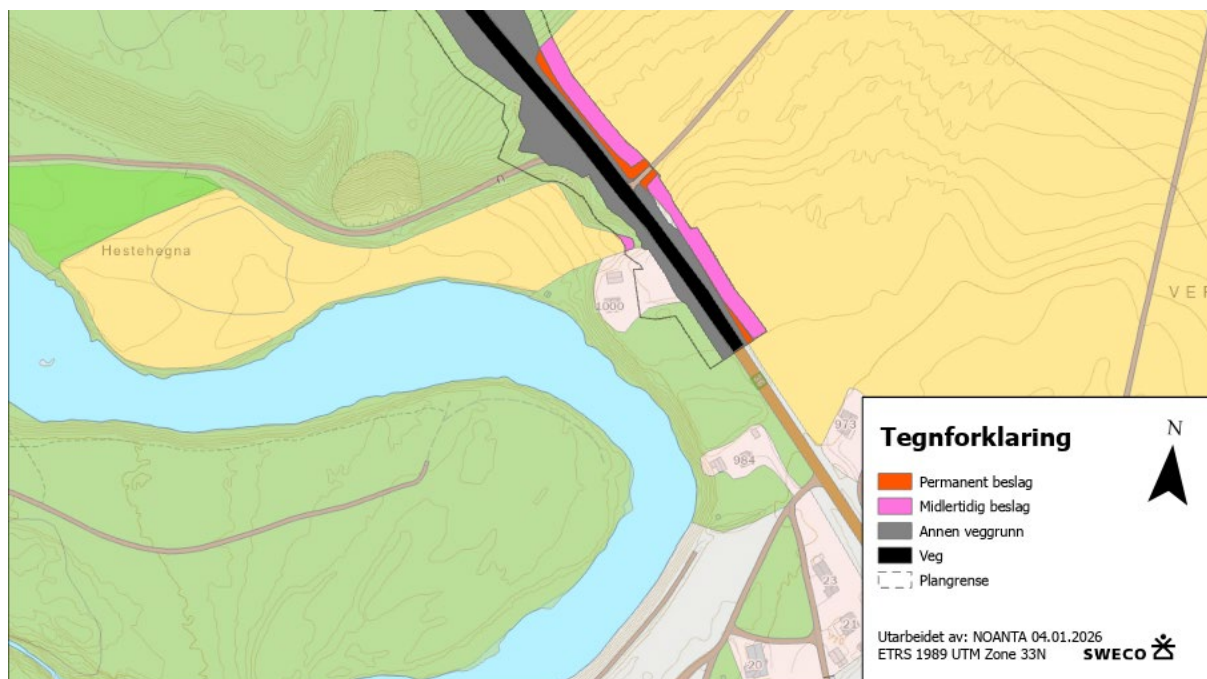 Hestehegna
1000
VER
973
984
23
21
20
Tegnforklaring
N
Permanent beslag
Midlertidig beslag
Annen veggrunn
Veg
Plangrense
Utarbeidet av: NOANTA 04.01.2026
ETRS 1989 UTM Zone 33N
SWECO